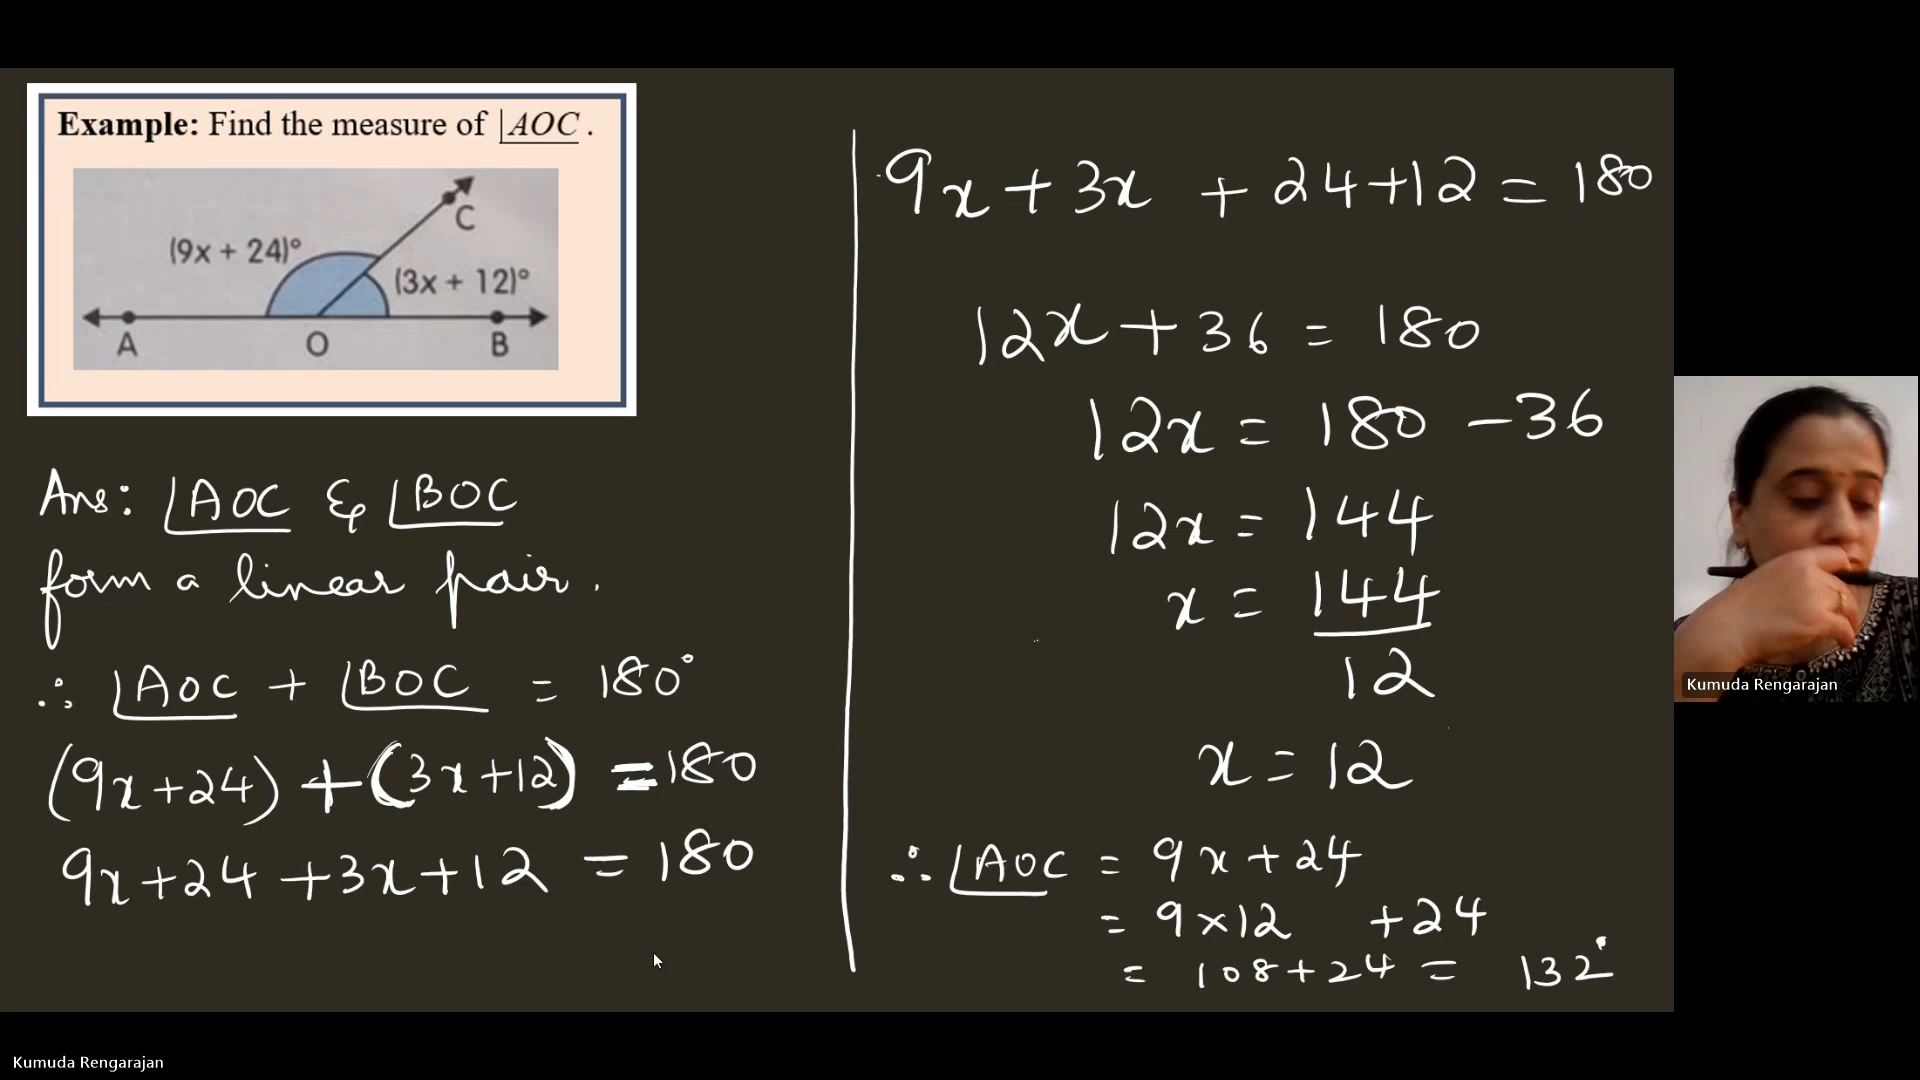 Example: Find the measure of ∠AOC.
C
(9x + 24)°
(3x + 12)°
A
O
B
Ans: ∠AOC & ∠BOC
form a linear pair.
∴ ∠AOC + ∠BOC = 180°
(9x+24) + (3x+12) = 180
9x+24 +3x+12 = 180
9x+3x + 24+12 = 180
12x + 36 = 180
12x = 180 - 36
12x = 144
x = 144
12
x = 12
∴ ∠AOC = 9x+24
= 9×12 +24
= 108+24 = 132°
Kumuda Rengarajan
Kumuda Rengarajan